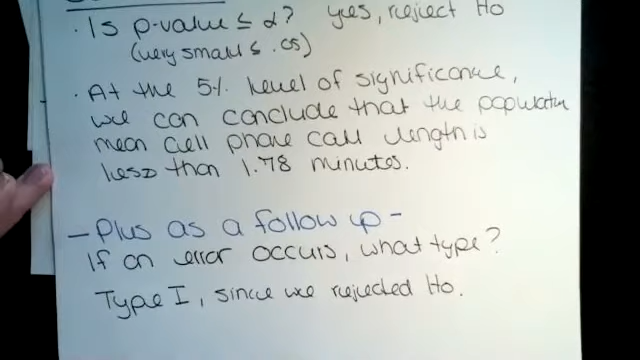 · Is p-value ≤ α? yes, reject Ho
(very small ≤ .05)
· At the 5% level of significance,
we can conclude that the population
mean cell phone call length is
less than 1.78 minutes.
– Plus as a follow up –
If an error occurs, what type?
Type I, since we rejected Ho.